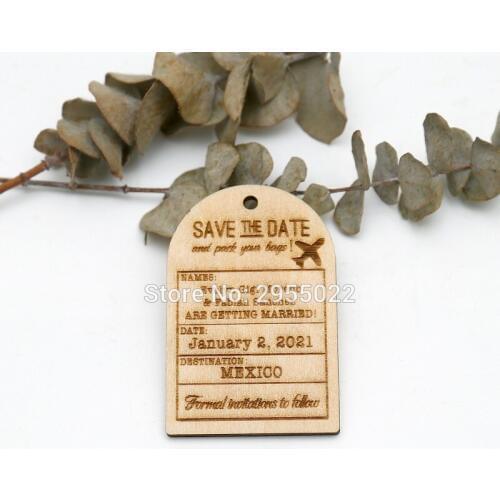 SAVE THE DATE
and pack your bags!
NAMES:
Store No. 2955022
ARE GETTING MARRIED!
DATE:
January 2, 2021
DESTINATION:
MEXICO
Formal invitations to follow